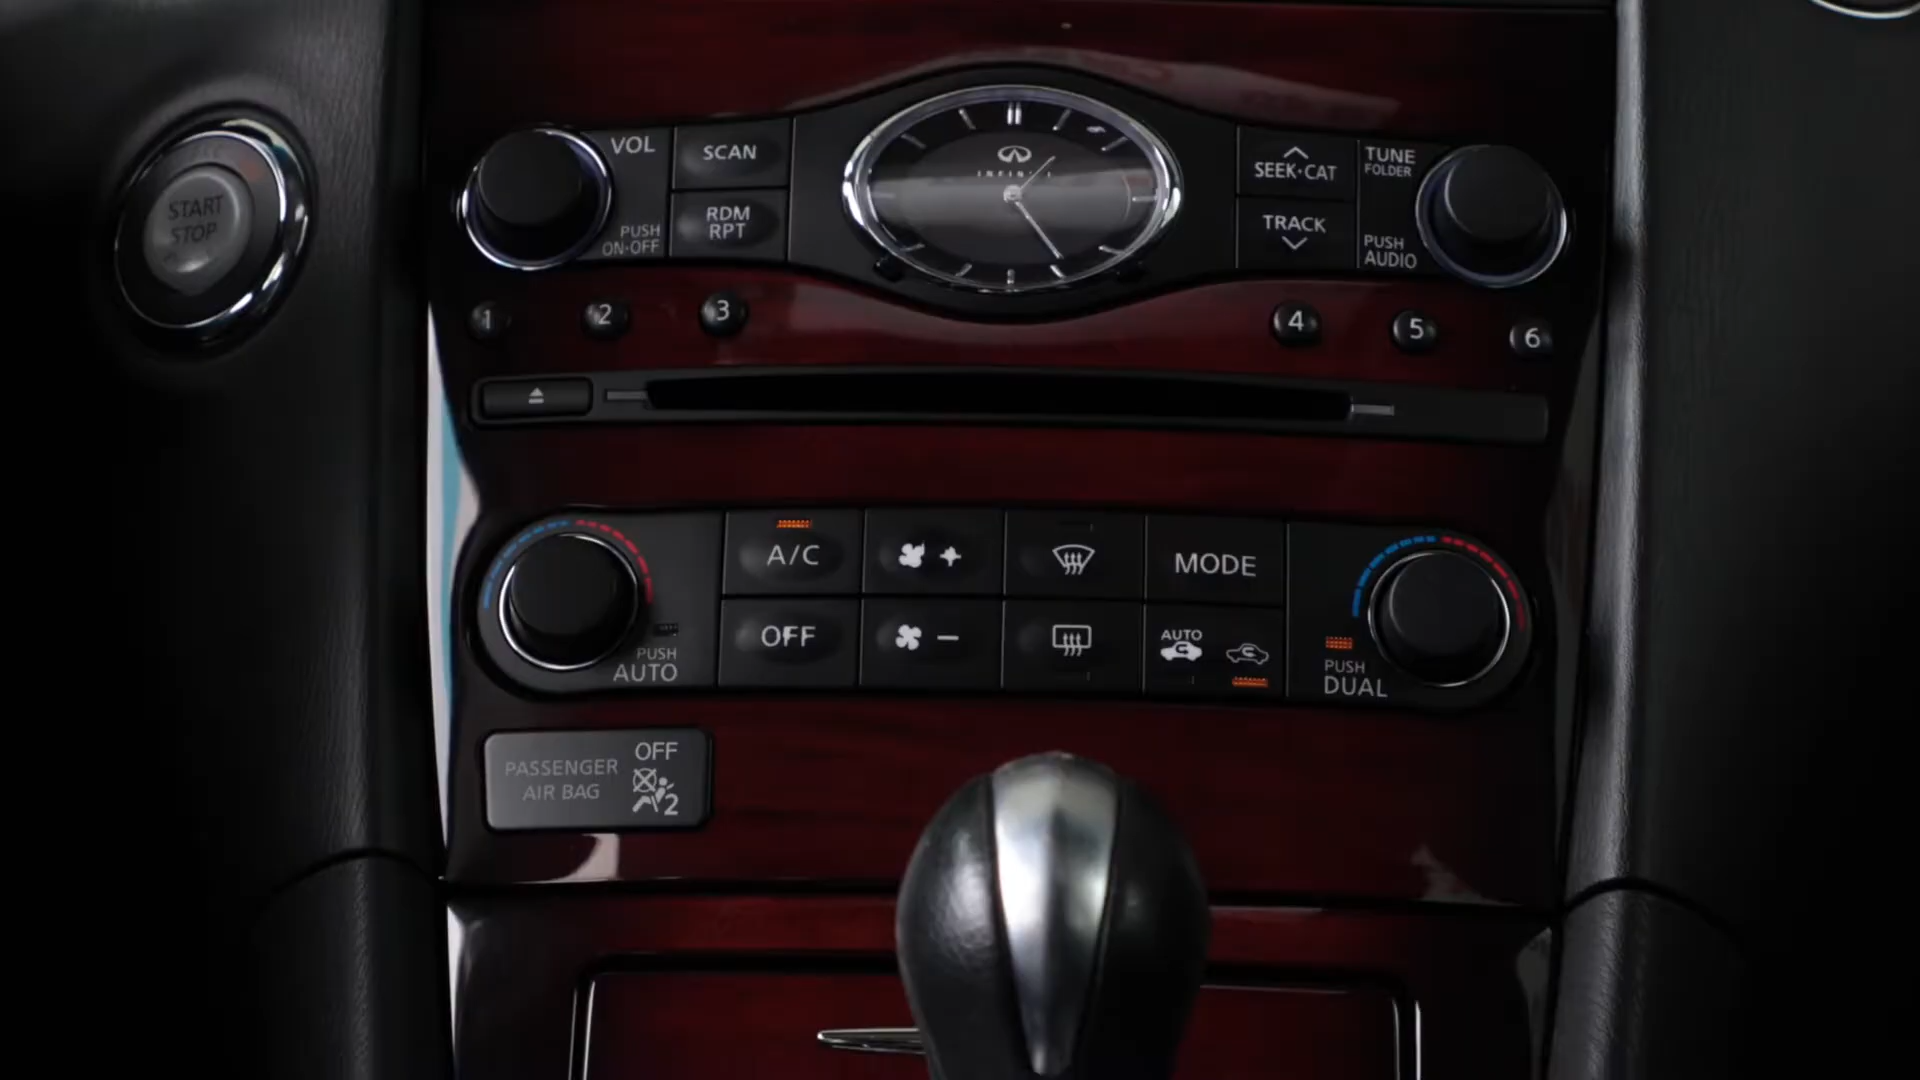 START
STOP
VOL
PUSH
ON·OFF
SCAN
RDM
RPT
INFINITI
SEEK·CAT
TRACK
TUNE
FOLDER
PUSH
AUDIO
1
2
3
4
5
6
PUSH
AUTO
A/C
OFF
MODE
AUTO
PUSH
DUAL
PASSENGER
AIR BAG
OFF
2